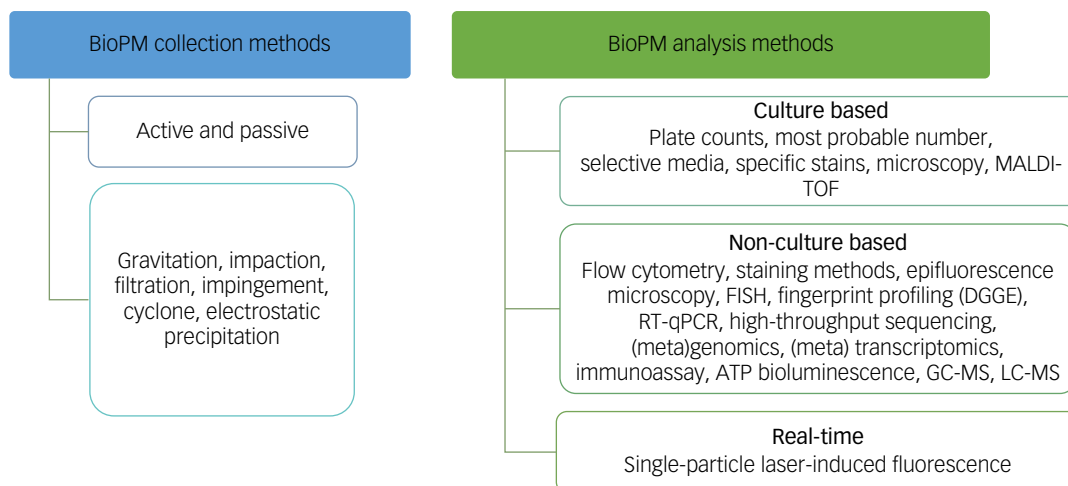 BioPM collection methods
Active and passive
Gravitation, impaction,
filtration, impingement,
cyclone, electrostatic
precipitation
BioPM analysis methods
Culture based
Plate counts, most probable number,
selective media, specific stains, microscopy, MALDI-
TOF
Non-culture based
Flow cytometry, staining methods, epifluorescence
microscopy, FISH, fingerprint profiling (DGGE),
RT-qPCR, high-throughput sequencing,
(meta)genomics, (meta) transcriptomics,
immunoassay, ATP bioluminescence, GC-MS, LC-MS
Real-time
Single-particle laser-induced fluorescence